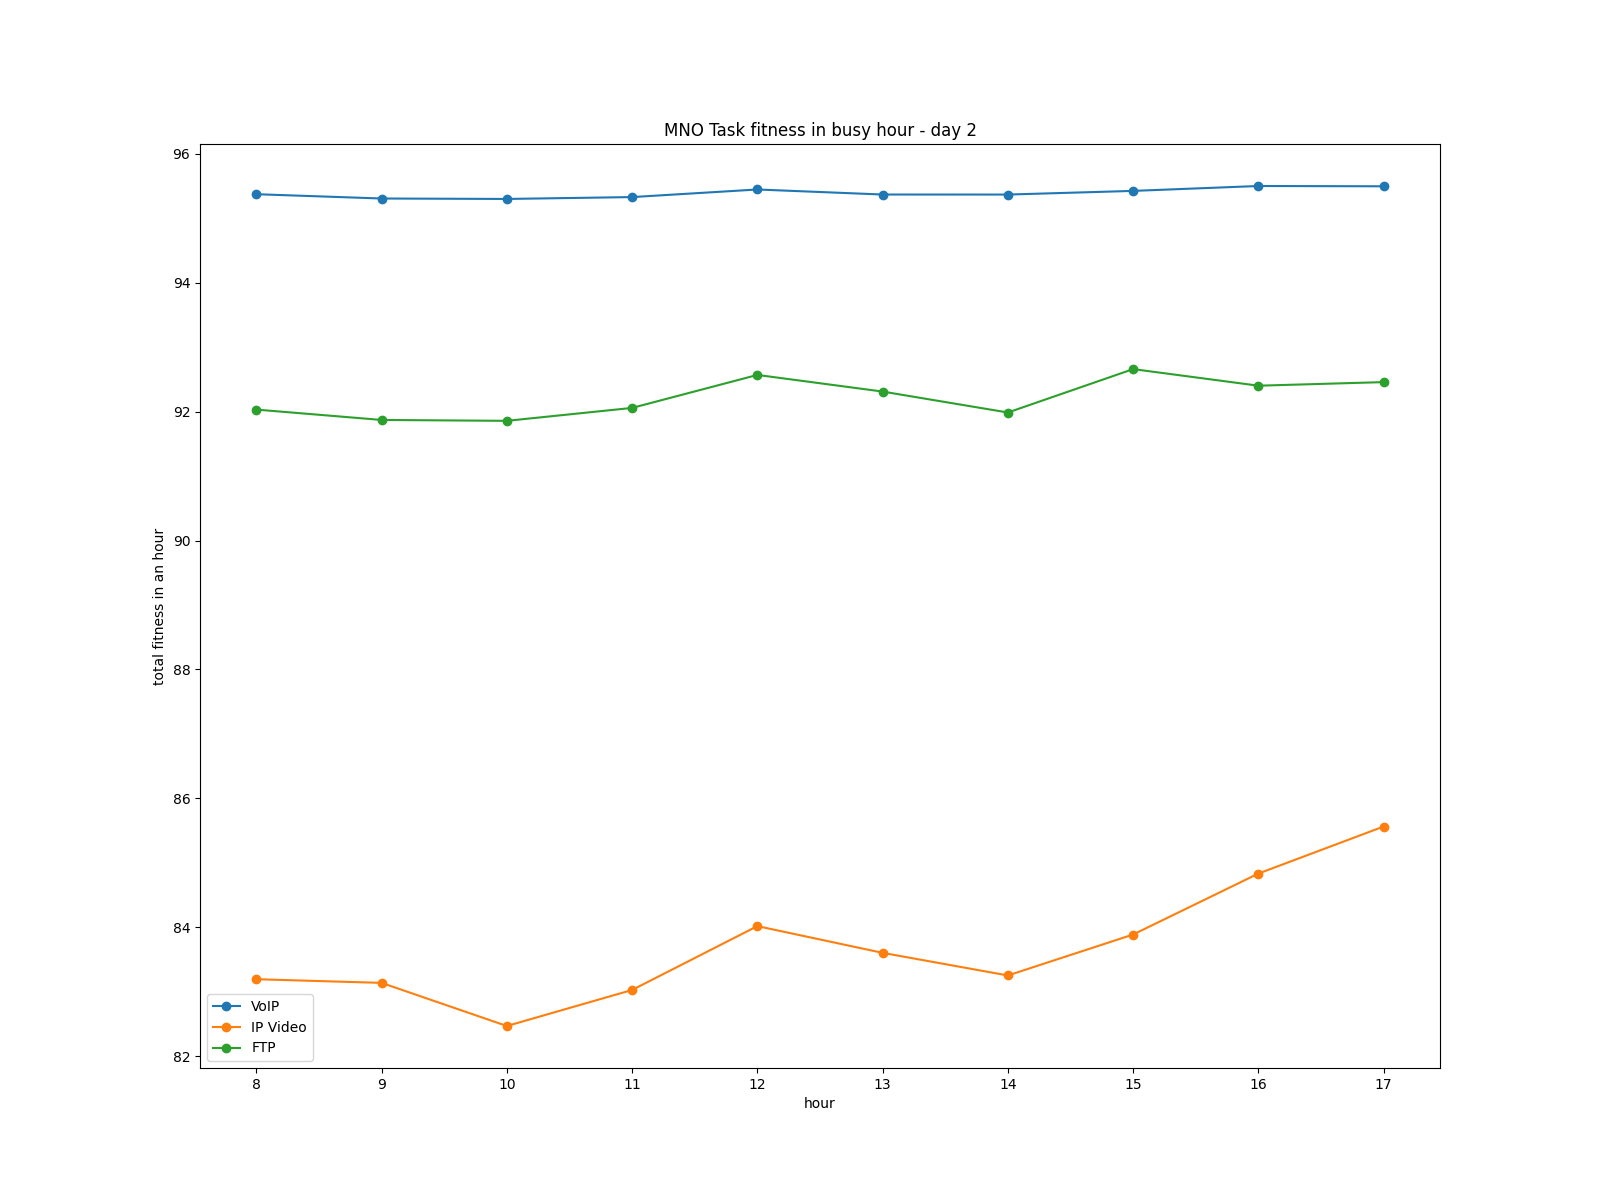 MNO Task fitness in busy hour - day 2
96
94
92
90
88
86
84
82
total fitness in an hour
VoIP
IP Video
FTP
8 9 10 11 12 13 14 15 16 17
hour